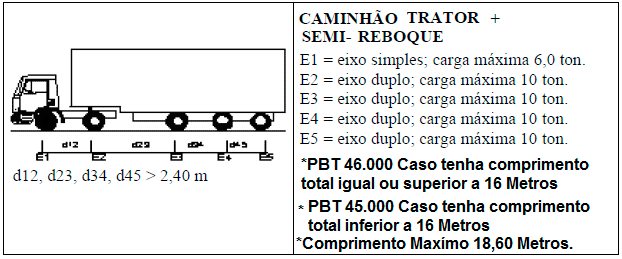 CAMINHÃO TRATOR +
SEMI- REBOQUE
E1 = eixo simples; carga máxima 6,0 ton.
E2 = eixo duplo; carga máxima 10 ton.
E3 = eixo duplo; carga máxima 10 ton.
E4 = eixo duplo; carga máxima 10 ton.
E5 = eixo duplo; carga máxima 10 ton.
*PBT 46.000 Caso tenha comprimento
total igual ou superior a 16 Metros
* PBT 45.000 Caso tenha comprimento
total inferior a 16 Metros
*Comprimento Maxímo 18,60 Metros.
d12 d23 d34 d45
E1 E2 E3 E4 E5
d12, d23, d34, d45 > 2,40 m